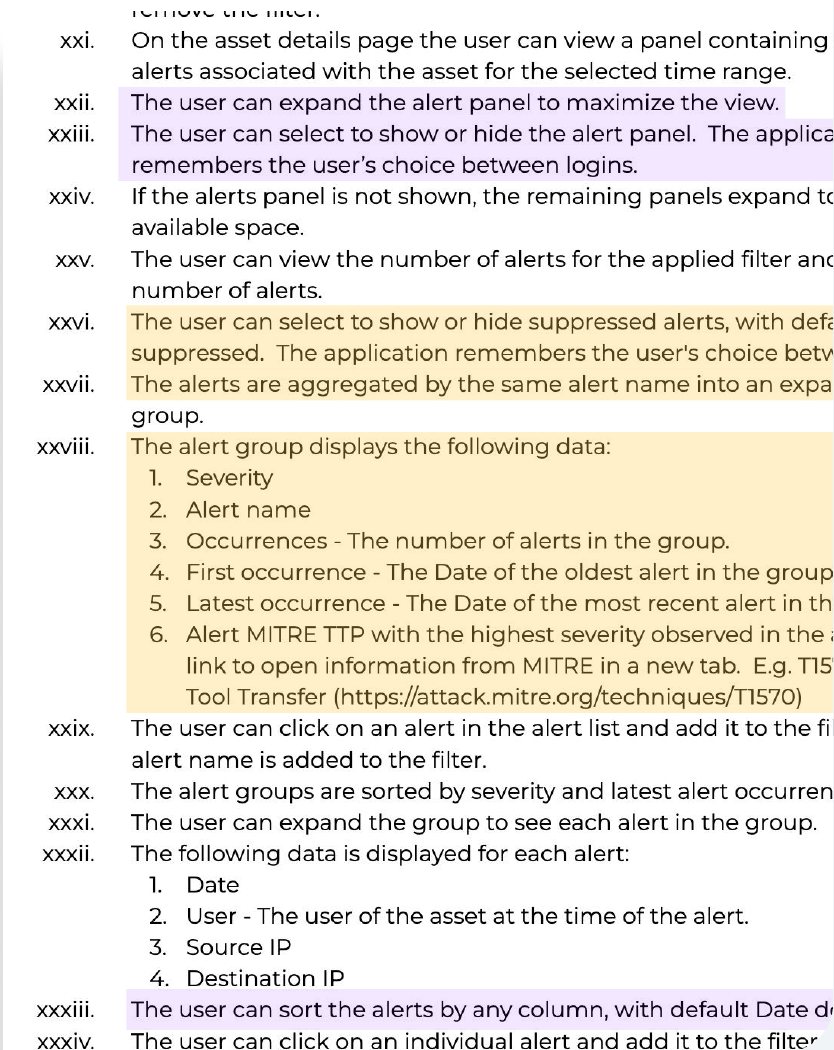 remove the filter.
xxi. On the asset details page the user can view a panel containing
alerts associated with the asset for the selected time range.
xxii. The user can expand the alert panel to maximize the view.
xxiii. The user can select to show or hide the alert panel.  The applica
remembers the user’s choice between logins.
xxiv. If the alerts panel is not shown, the remaining panels expand to
available space.
xxv. The user can view the number of alerts for the applied filter and
number of alerts.
xxvi. The user can select to show or hide suppressed alerts, with defa
suppressed.  The application remembers the user's choice betw
xxvii. The alerts are aggregated by the same alert name into an expa
group.
xxviii. The alert group displays the following data:
1. Severity
2. Alert name
3. Occurrences - The number of alerts in the group.
4. First occurrence - The Date of the oldest alert in the group
5. Latest occurrence - The Date of the most recent alert in th
6. Alert MITRE TTP with the highest severity observed in the a
link to open information from MITRE in a new tab.  E.g. T157
Tool Transfer (https://attack.mitre.org/techniques/T1570)
xxix. The user can click on an alert in the alert list and add it to the fil
alert name is added to the filter.
xxx. The alert groups are sorted by severity and latest alert occurren
xxxi. The user can expand the group to see each alert in the group.
xxxii. The following data is displayed for each alert:
1. Date
2. User - The user of the asset at the time of the alert.
3. Source IP
4. Destination IP
xxxiii. The user can sort the alerts by any column, with default Date de
xxxiv. The user can click on an individual alert and add it to the filter